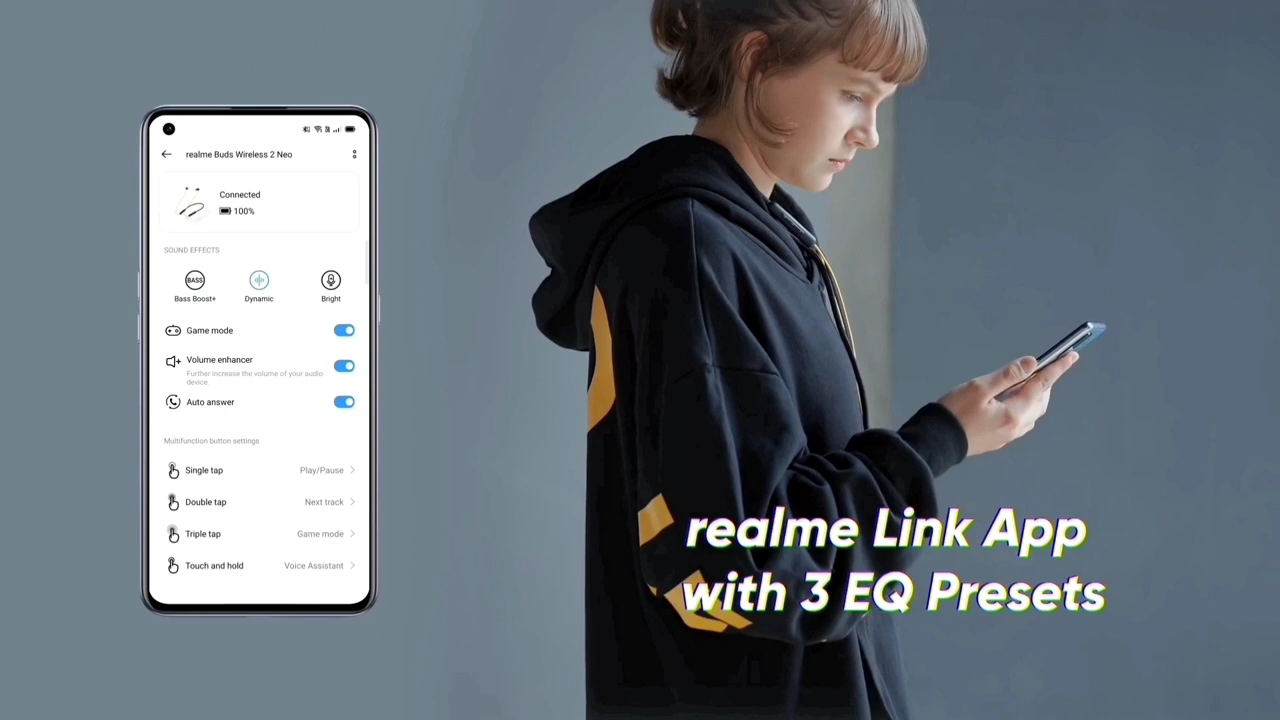 realme Buds Wireless 2 Neo
Connected
100%
SOUND EFFECTS
BASS
Bass Boost+
Dynamic
Bright
Game mode
Volume enhancer
Further increase the volume of your audio
device.
Auto answer
Multifunction button settings
Single tap Play/Pause
Double tap Next track
Triple tap Game mode
Touch and hold Voice Assistant
realme Link App
with 3 EQ Presets